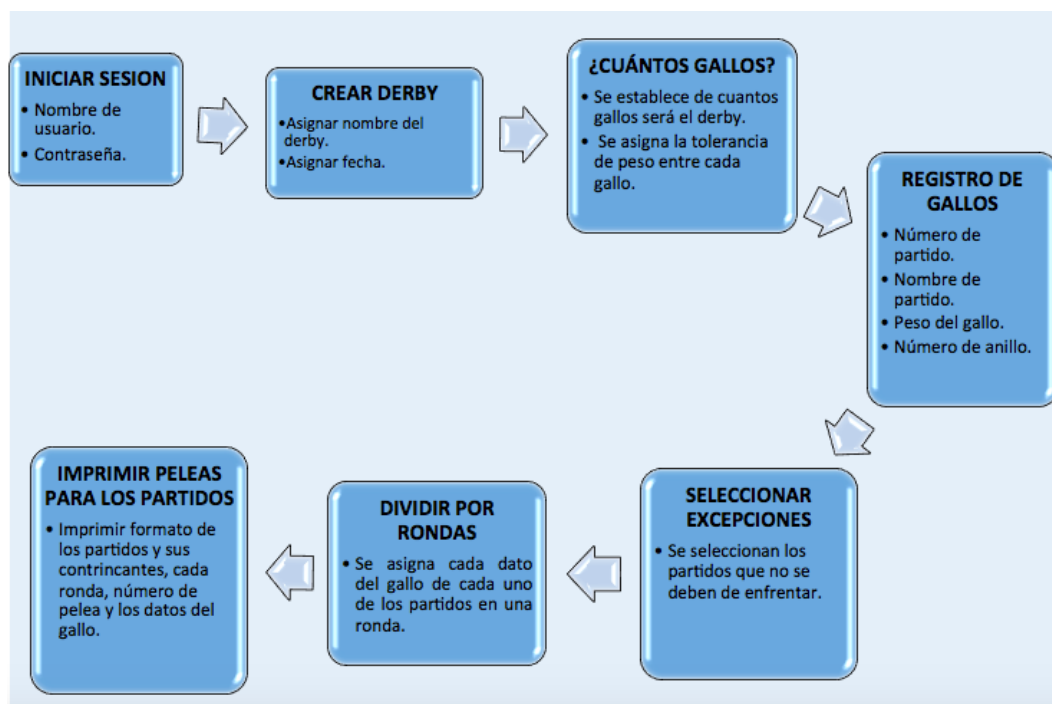 INICIAR SESION
• Nombre de
usuario.
• Contraseña.
CREAR DERBY
•Asignar nombre del
derby.
•Asignar fecha.
¿CUÁNTOS GALLOS?
• Se establece de cuantos
gallos será el derby.
• Se asigna la tolerancia
de peso entre cada
gallo.
REGISTRO DE
GALLOS
• Número de
partido.
• Nombre de
partido.
• Peso del gallo.
• Número de anillo.
SELECCIONAR
EXCEPCIONES
• Se seleccionan los
partidos que no se
deben de enfrentar.
DIVIDIR POR
RONDAS
• Se asigna cada dato
del gallo de cada uno
de los partidos en una
ronda.
IMPRIMIR PELEAS
PARA LOS PARTIDOS
• Imprimir formato de
los partidos y sus
contrincantes, cada
ronda, número de
pelea y los datos del
gallo.